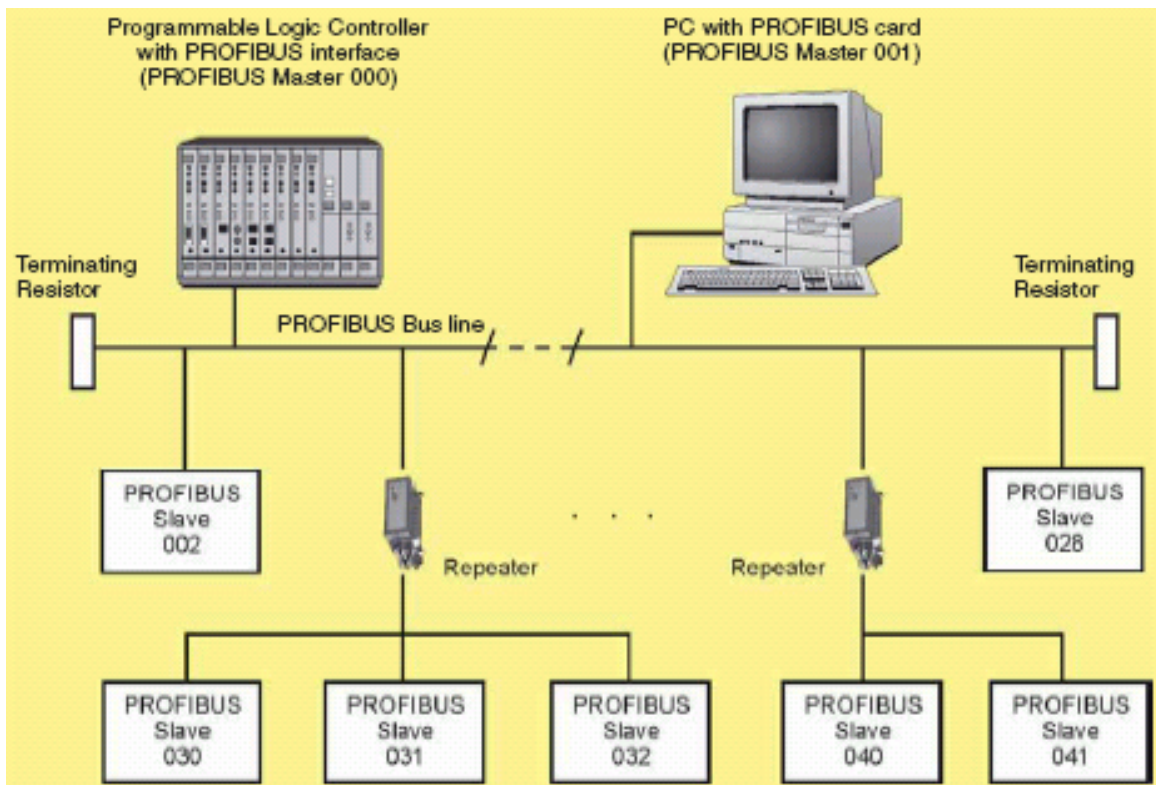 Programmable Logic Controller
with PROFIBUS interface
(PROFIBUS Master 000)
PC with PROFIBUS card
(PROFIBUS Master 001)
Terminating
Resistor
Terminating
Resistor
PROFIBUS Bus line
PROFIBUS
Slave
002
PROFIBUS
Slave
028
. . .
Repeater
Repeater
PROFIBUS
Slave
030
PROFIBUS
Slave
031
PROFIBUS
Slave
032
PROFIBUS
Slave
040
PROFIBUS
Slave
041